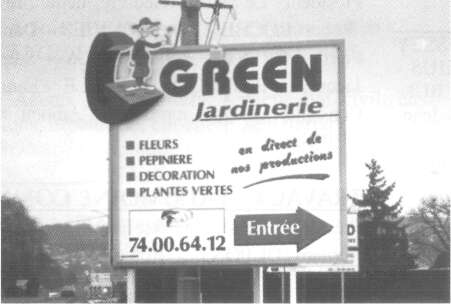 GREEN
Jardinerie
■ FLEURS
■ PEPINIERE
■ DECORATION
■ PLANTES VERTES
en direct de
nos productions
74.00.64.12
Entrée